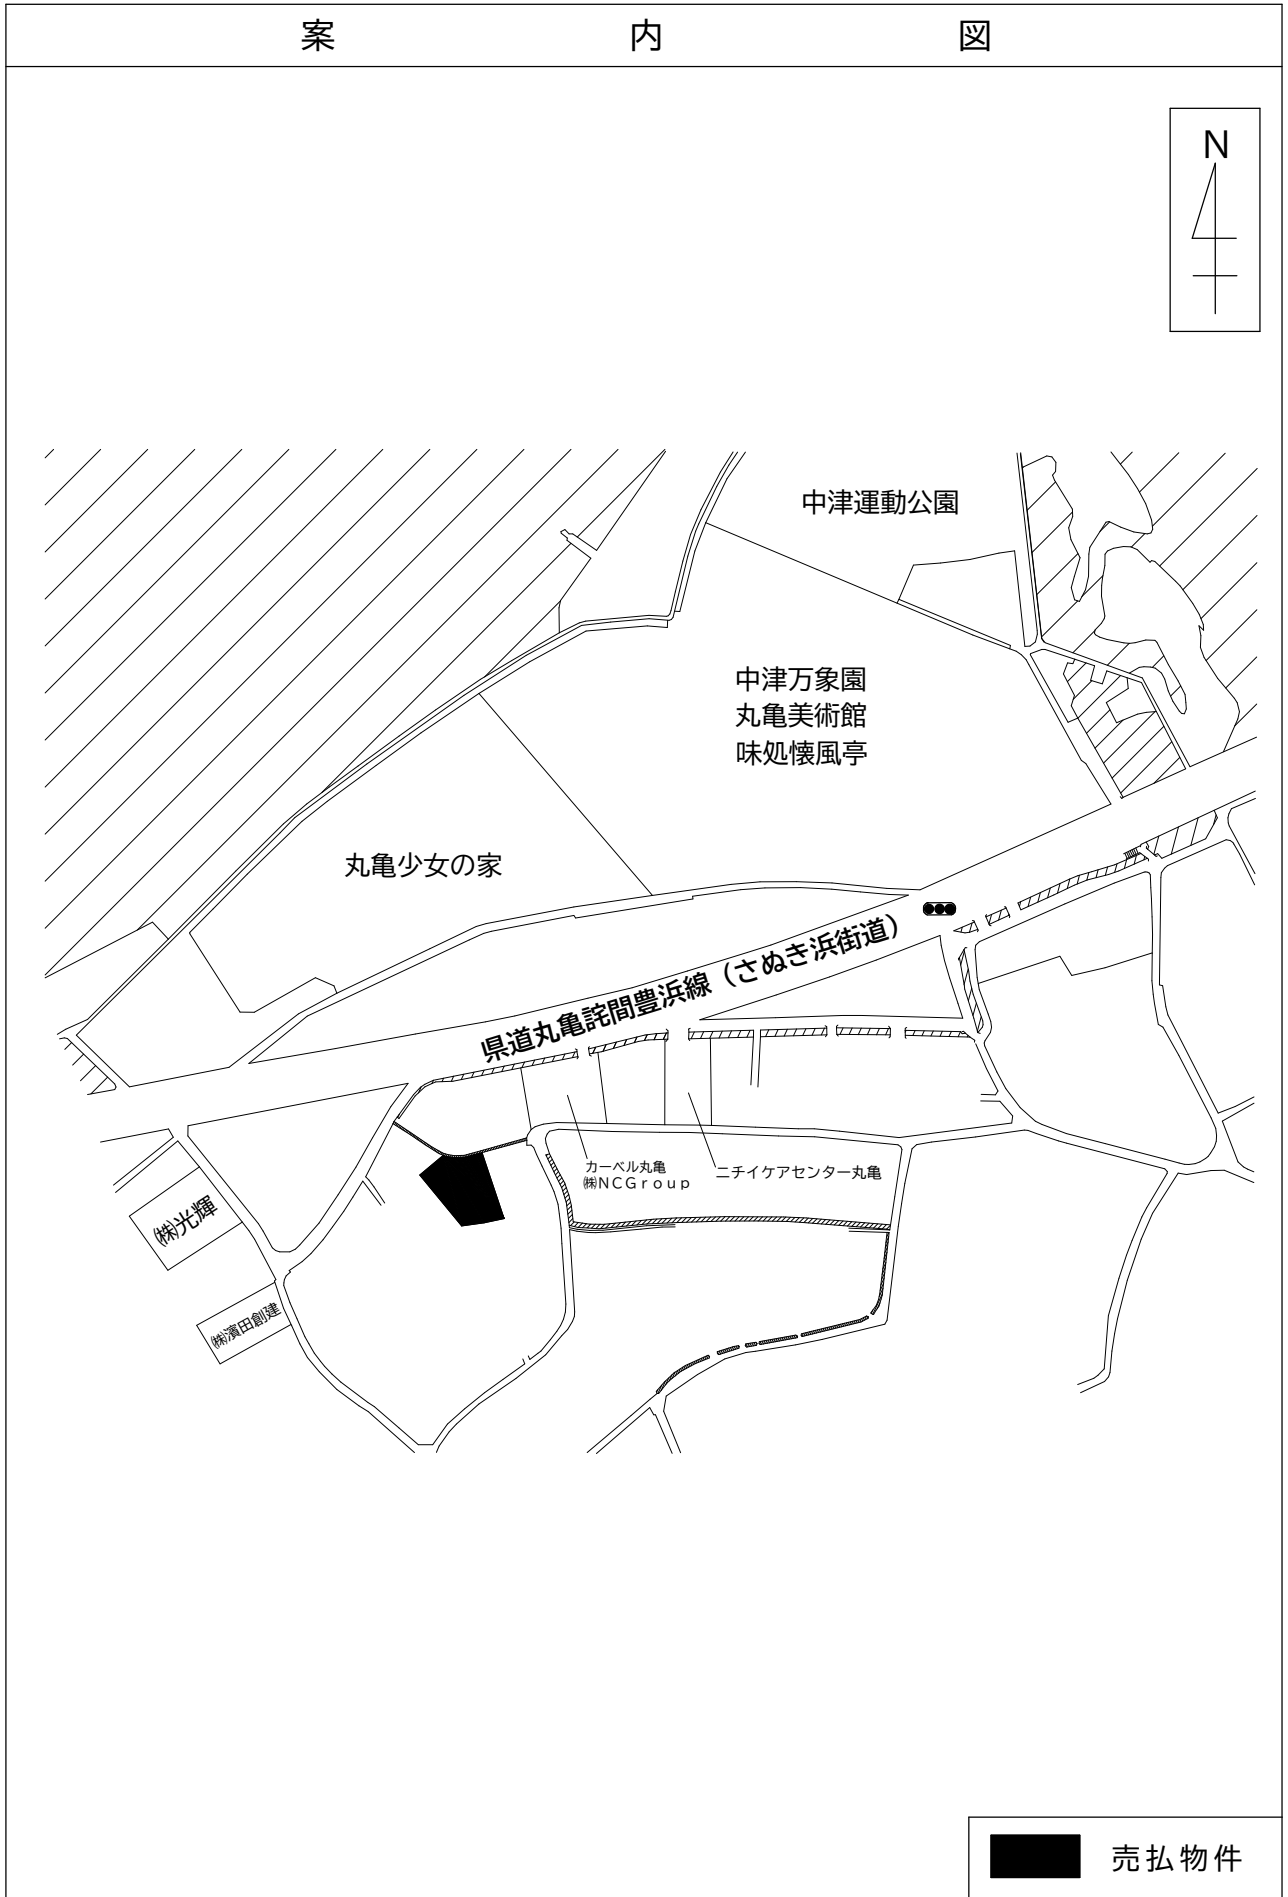 案内図
N
中津運動公園
中津万象園
丸亀美術館
味処懐風亭
丸亀少女の家
県道丸亀詫間豊浜線（さぬき浜街道）
カーベル丸亀
㈱NCGroup
ニチイケアセンター丸亀
㈱光輝
㈱濱田創建
売払物件